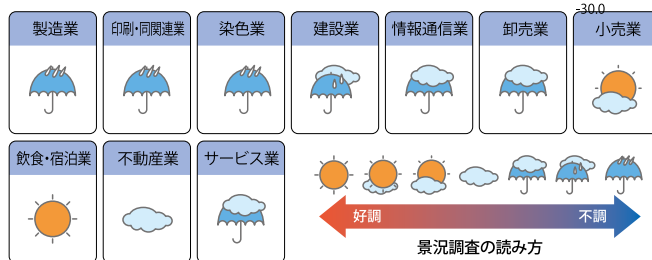 -30.0
製造業
印刷・同関連業
染色業
建設業
情報通信業
卸売業
小売業
飲食・宿泊業
不動産業
サービス業
好調
不調
景況調査の読み方